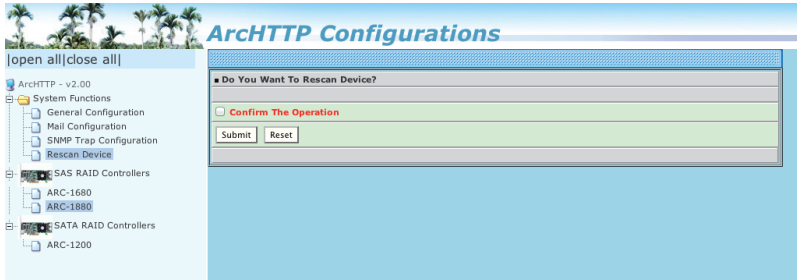 ArcHTTP Configurations
|open all|close all|
ArcHTTP - v2.00
System Functions
General Configuration
Mail Configuration
SNMP Trap Configuration
Rescan Device
SAS RAID Controllers
ARC-1680
ARC-1880
SATA RAID Controllers
ARC-1200
Do You Want To Rescan Device?
Confirm The Operation
Submit Reset